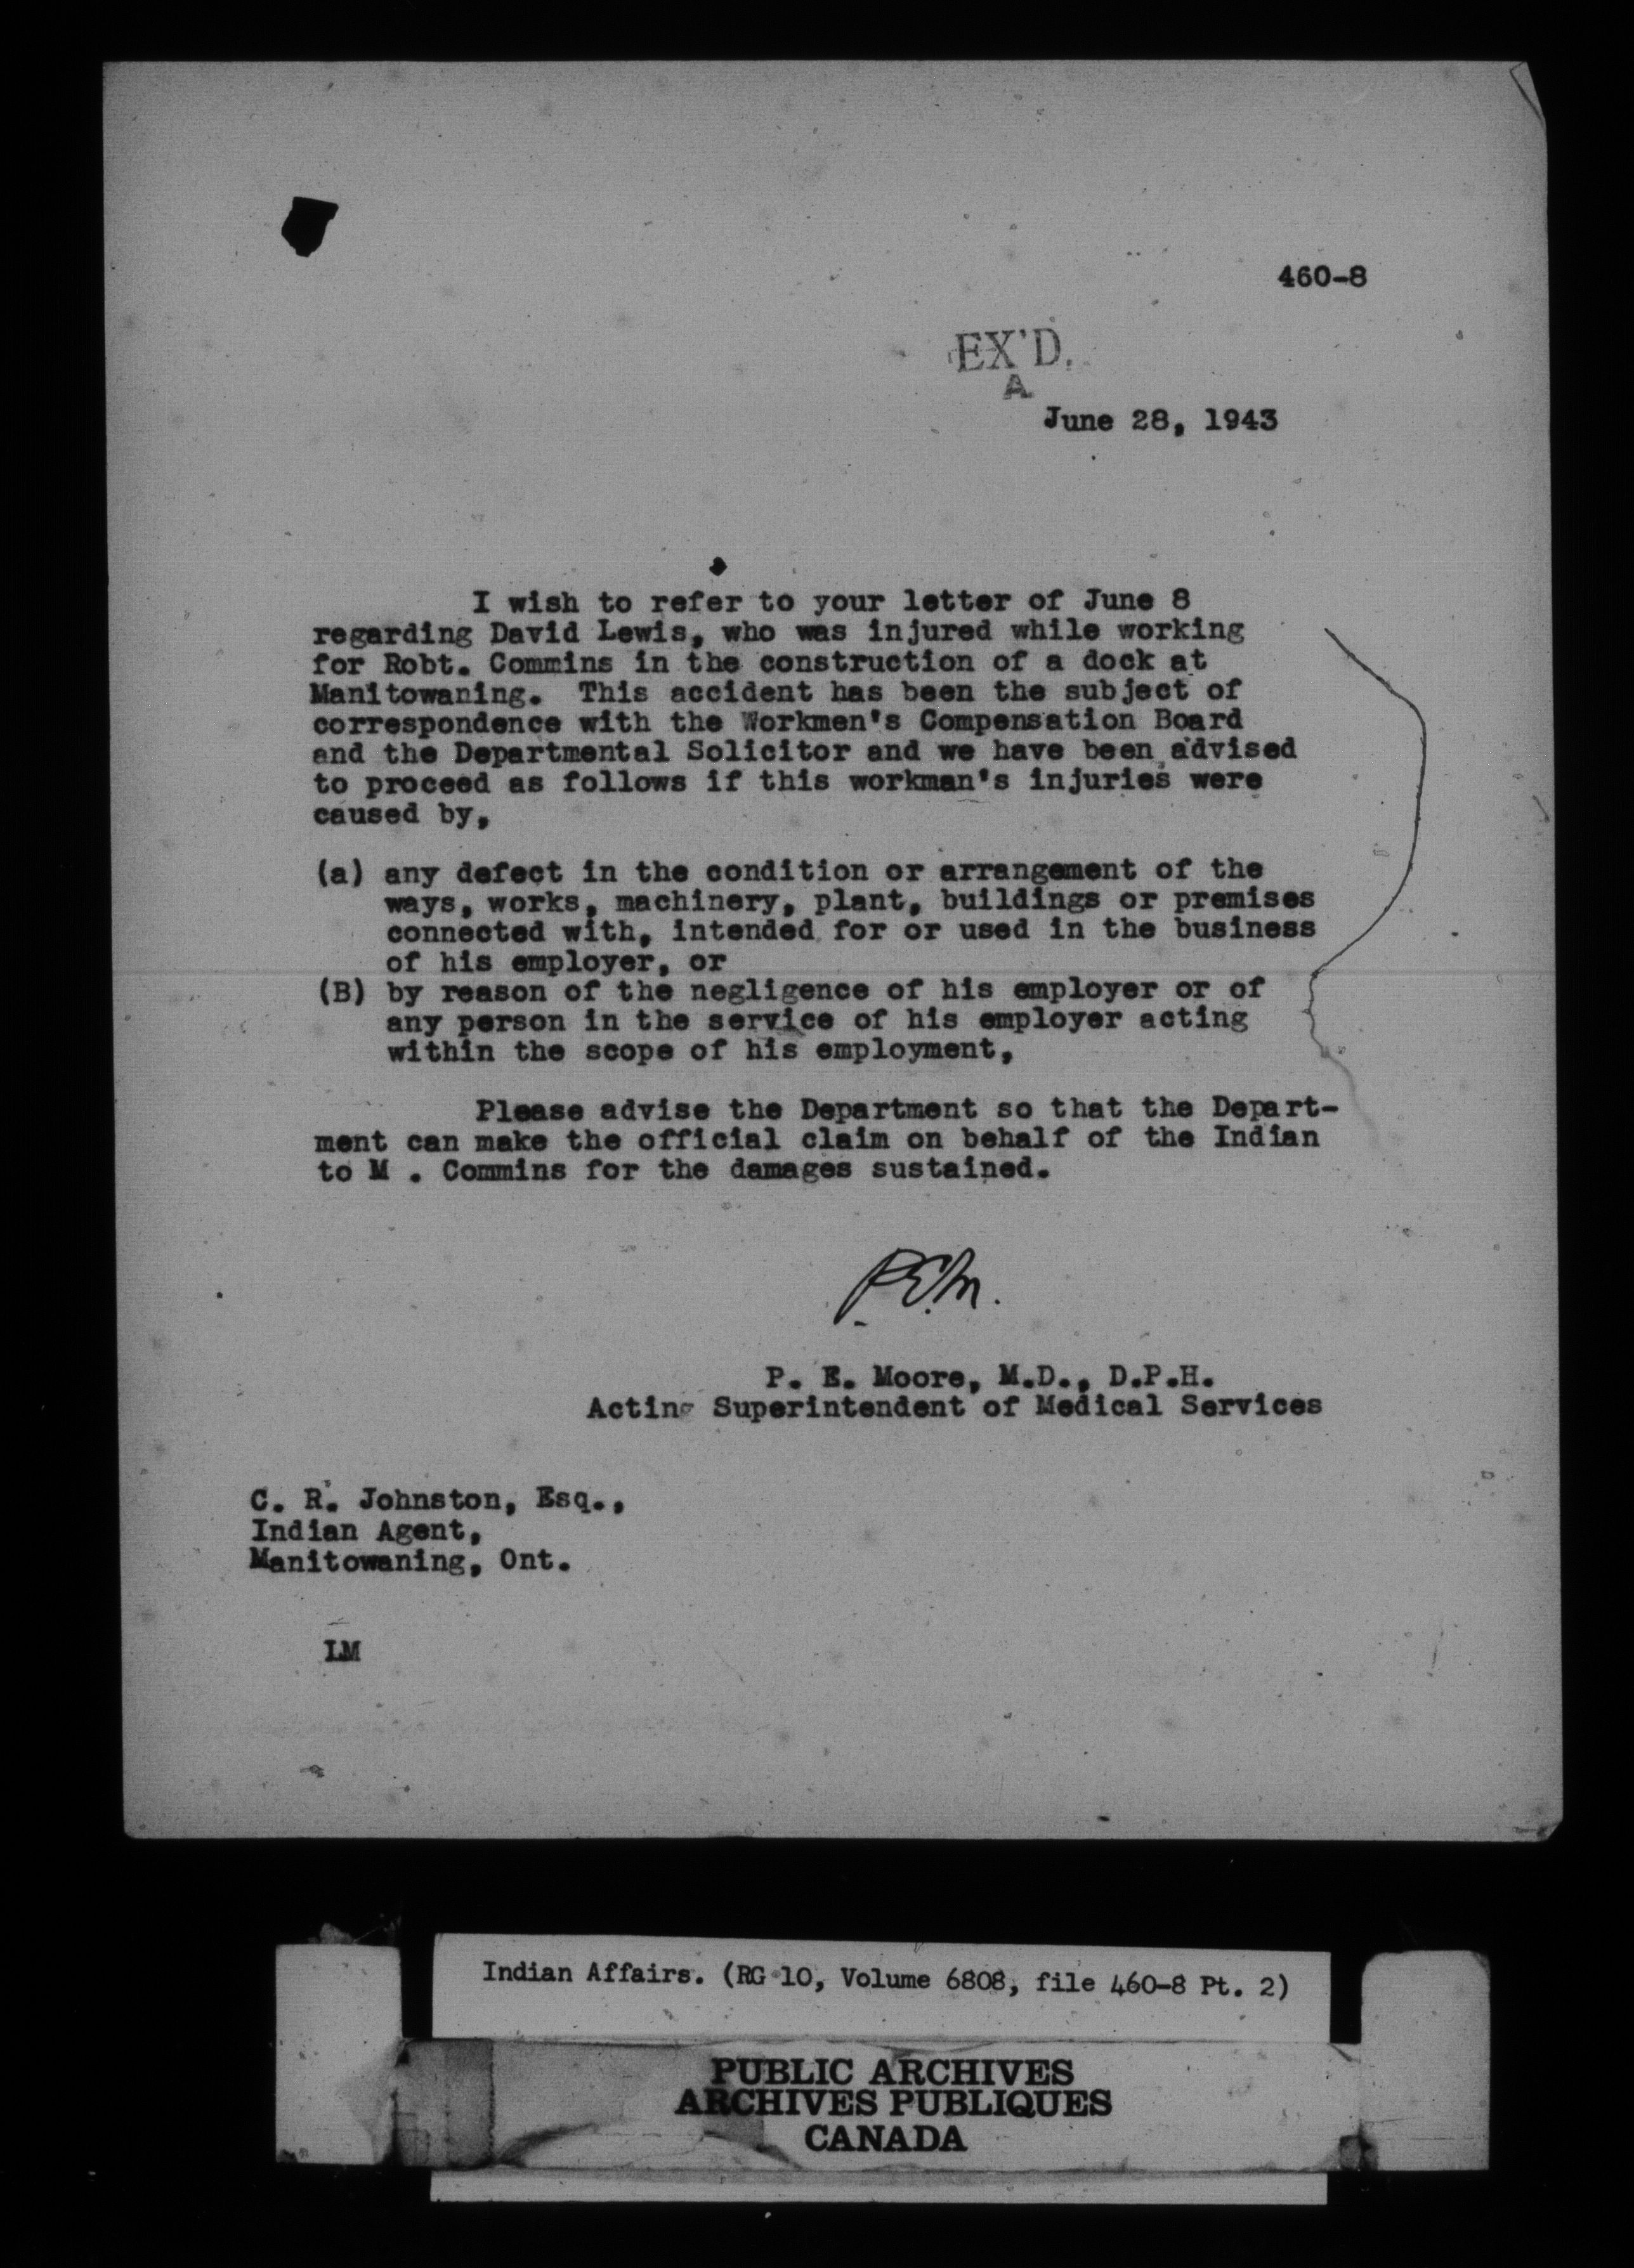 460-8
EX'D.
A
June 28, 1943
I wish to refer to your letter of June 8
regarding David Lewis, who was injured while working
for Robt. Commins in the construction of a dock at
Manitowaning. This accident has been the subject of
correspondence with the Workmen's Compensation Board
and the Departmental Solicitor and we have been advised
to proceed as follows if this workman's injuries were
caused by,
(a) any defect in the condition or arrangement of the
ways, works, machinery, plant, buildings or premises
connected with, intended for or used in the business
of his employer, or
(B) by reason of the negligence of his employer or of
any person in the service of his employer acting
within the scope of his employment,
Please advise the Department so that the Depart-
ment can make the official claim on behalf of the Indian
to M . Commins for the damages sustained.
P.E.M.
P. E. Moore, M.D., D.P.H.
Acting Superintendent of Medical Services
C. R. Johnston, Esq.,
Indian Agent,
Manitowaning, Ont.
LM
Indian Affairs. (RG 10, Volume 6808, file 460-8 Pt. 2)
PUBLIC ARCHIVES
ARCHIVES PUBLIQUES
CANADA